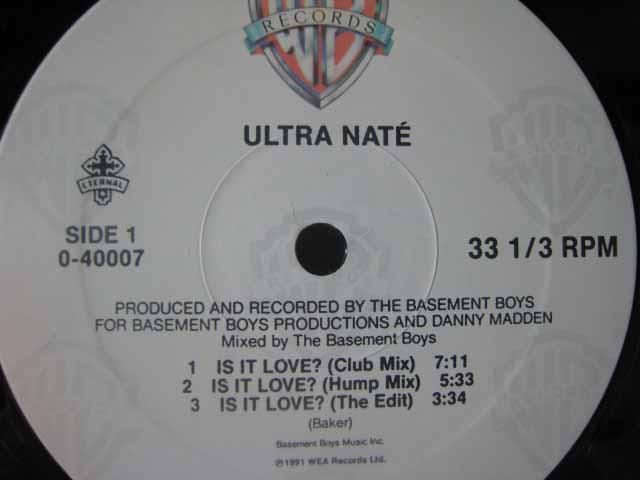 RECORDS
ULTRA NATÉ
ETERNAL
SIDE 1
0-40007
33 1/3 RPM
PRODUCED AND RECORDED BY THE BASEMENT BOYS
FOR BASEMENT BOYS PRODUCTIONS AND DANNY MADDEN
Mixed by The Basement Boys
1 IS IT LOVE? (Club Mix) 7:11
2 IS IT LOVE? (Hump Mix) 5:33
3 IS IT LOVE? (The Edit) 3:34
(Baker)
Basement Boys Music Inc.
℗1991 WEA Records Ltd.